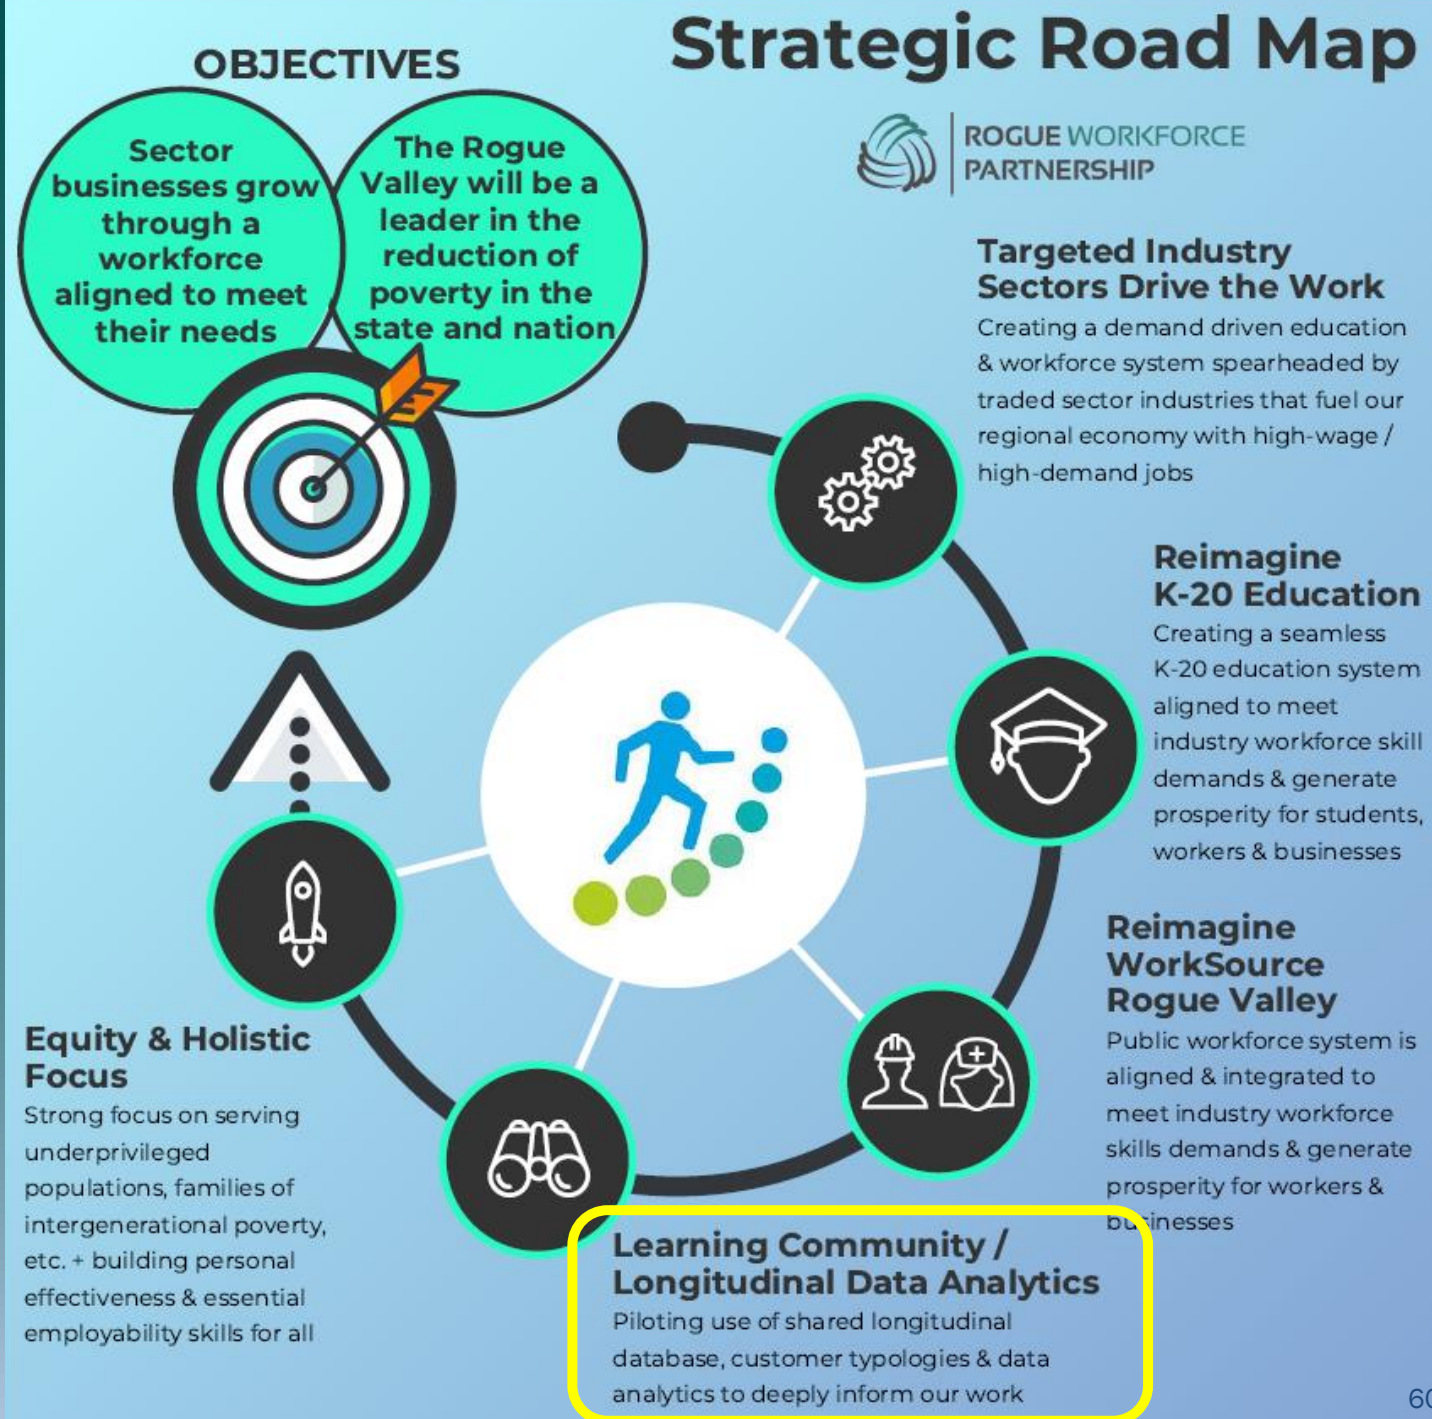 Strategic Road Map
ROGUE WORKFORCE
PARTNERSHIP
OBJECTIVES
Sector
businesses grow
through a
workforce
aligned to meet
their needs
The Rogue
Valley will be a
leader in the
reduction of
poverty in the
state and nation
Targeted Industry
Sectors Drive the Work
Creating a demand driven education
& workforce system spearheaded by
traded sector industries that fuel our
regional economy with high-wage /
high-demand jobs
Reimagine
K-20 Education
Creating a seamless
K-20 education system
aligned to meet
industry workforce skill
demands & generate
prosperity for students,
workers & businesses
Reimagine
WorkSource
Rogue Valley
Public workforce system is
aligned & integrated to
meet industry workforce
skills demands & generate
prosperity for workers &
businesses
Learning Community /
Longitudinal Data Analytics
Piloting use of shared longitudinal
database, customer typologies & data
analytics to deeply inform our work
Equity & Holistic
Focus
Strong focus on serving
underprivileged
populations, families of
intergenerational poverty,
etc. + building personal
effectiveness & essential
employability skills for all
60